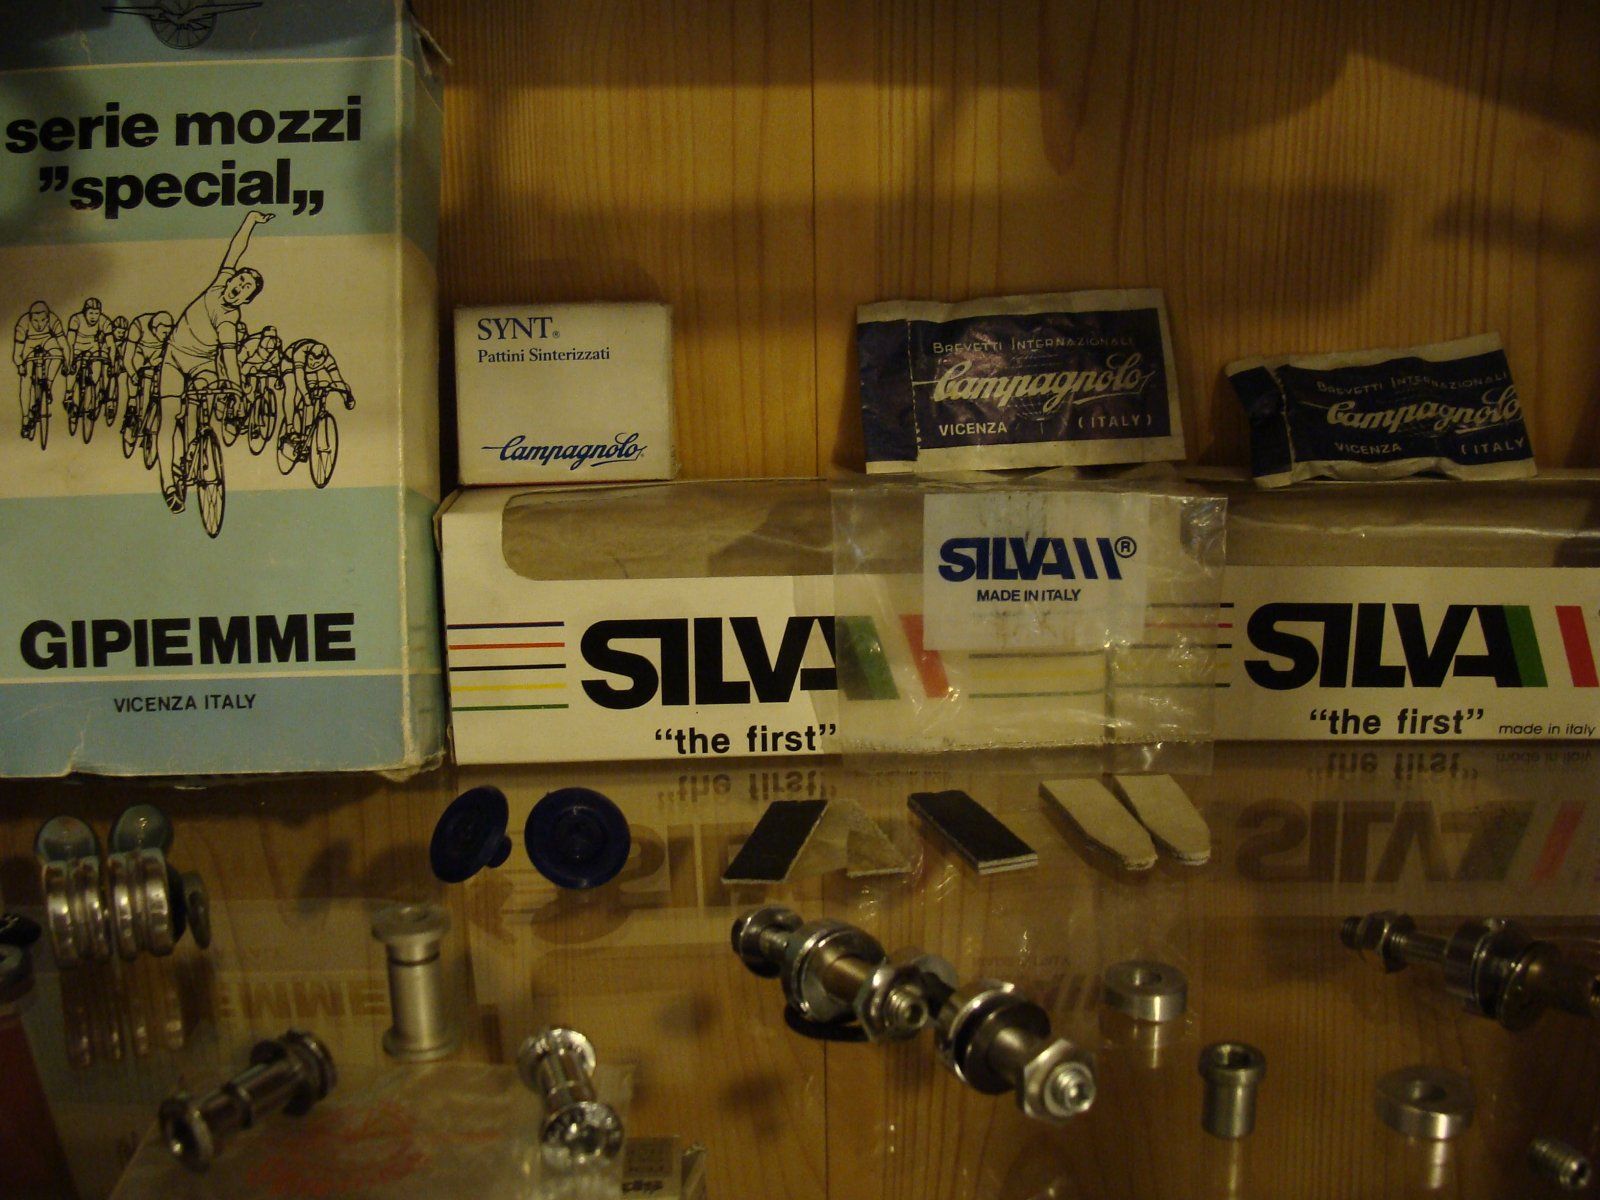 serie mozzi
”special„
GIPIEMME
VICENZA ITALY
SYNT®
Pattini Sinterizzati
Campagnolo
BREVETTI INTERNAZIONALI
Campagnolo
VICENZA (ITALY)
BREVETTI INTERNAZIONALI
Campagnolo
VICENZA (ITALY
SILVA
“the first”
SILVA ®
MADE IN ITALY
SILVA
“the first” made in italy